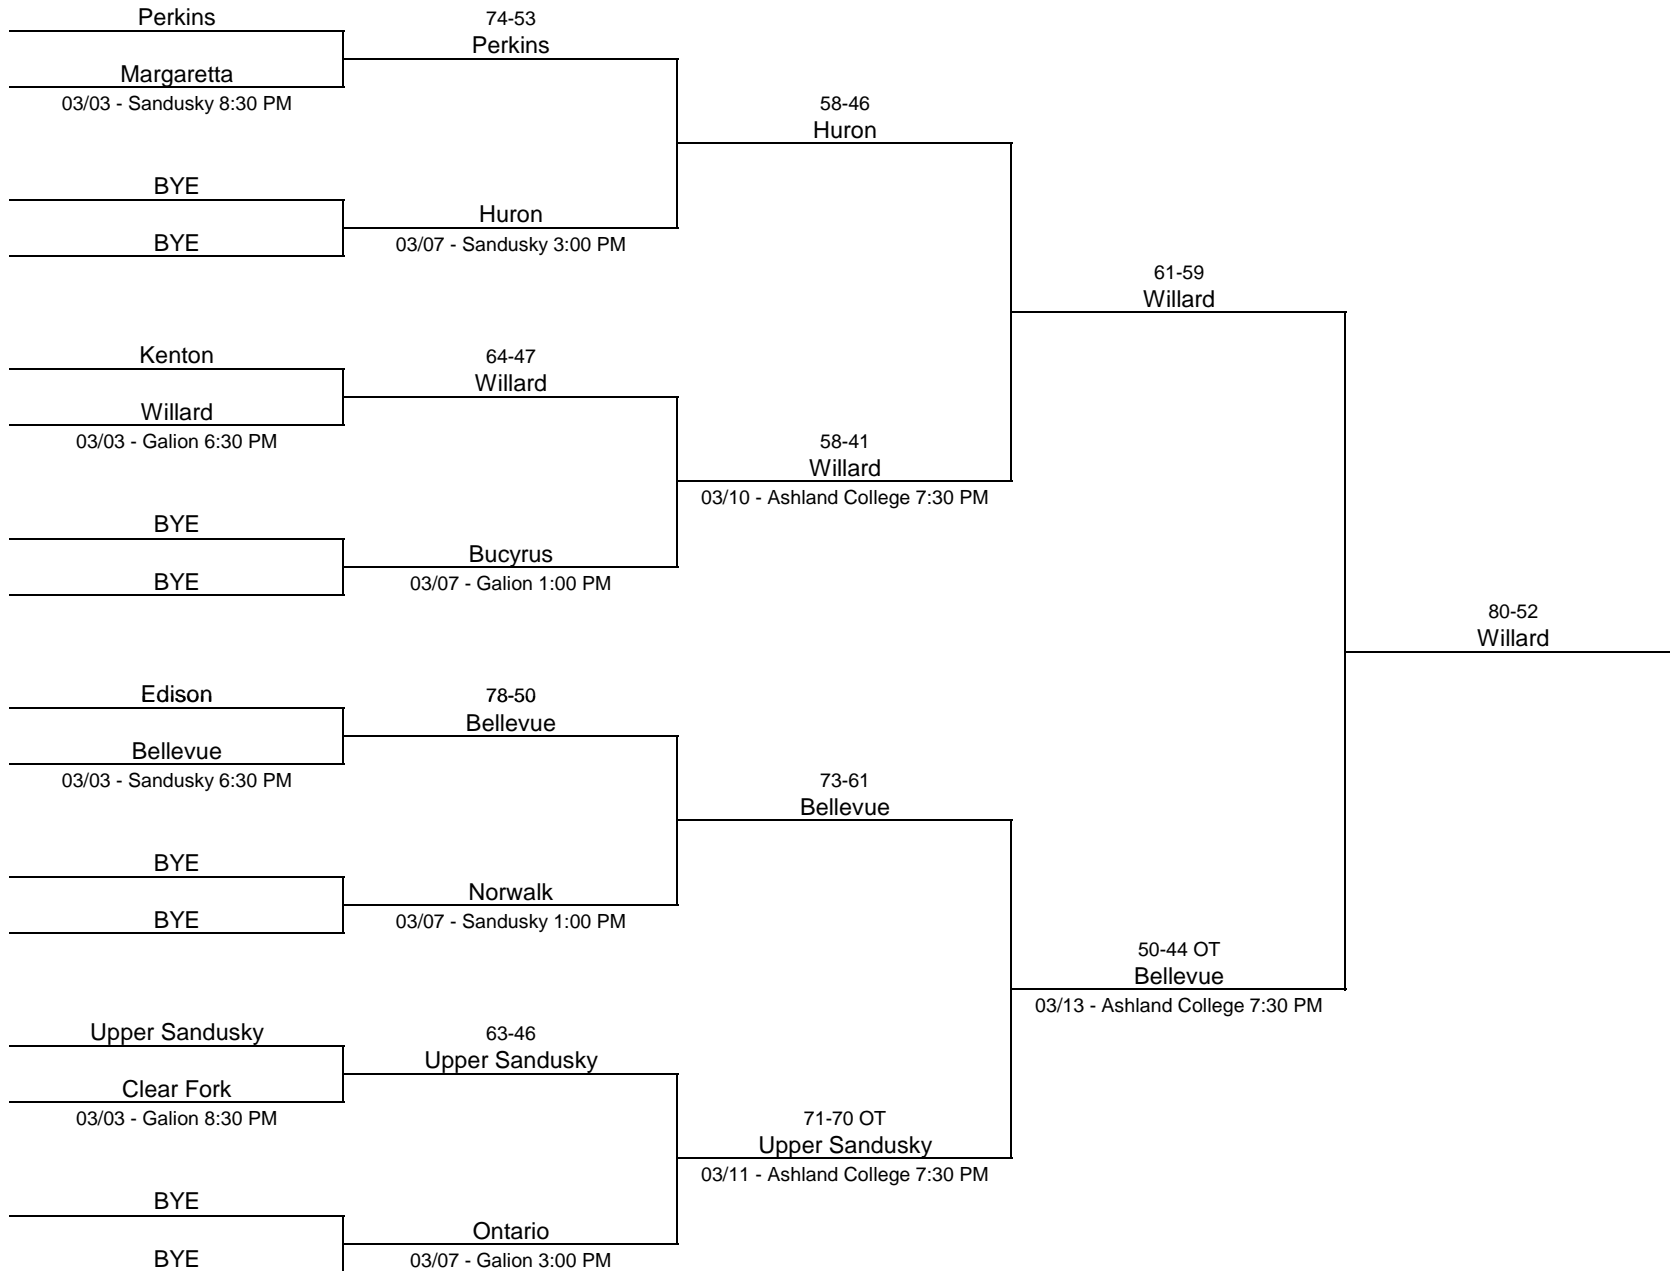 Perkins
74-53
Perkins
Margaretta
03/03 - Sandusky 8:30 PM
58-46
Huron
BYE
Huron
BYE
03/07 - Sandusky 3:00 PM
61-59
Willard
Kenton
64-47
Willard
Willard
03/03 - Galion 6:30 PM
58-41
Willard
03/10 - Ashland College 7:30 PM
BYE
Bucyrus
BYE
03/07 - Galion 1:00 PM
80-52
Willard
Edison
78-50
Bellevue
Bellevue
03/03 - Sandusky 6:30 PM
73-61
Bellevue
BYE
Norwalk
BYE
03/07 - Sandusky 1:00 PM
50-44 OT
Bellevue
03/13 - Ashland College 7:30 PM
Upper Sandusky
63-46
Upper Sandusky
Clear Fork
03/03 - Galion 8:30 PM
71-70 OT
Upper Sandusky
03/11 - Ashland College 7:30 PM
BYE
Ontario
BYE
03/07 - Galion 3:00 PM